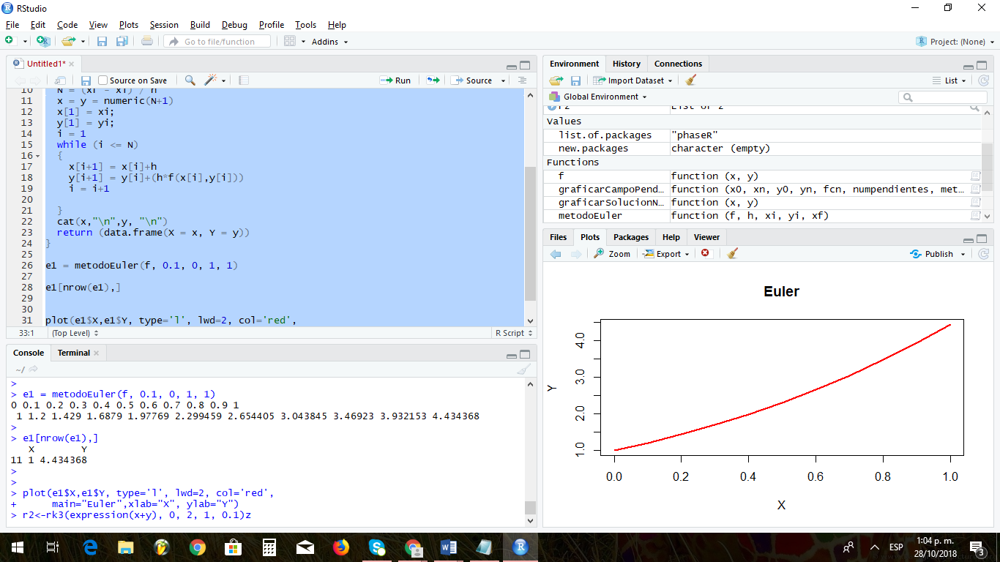 RStudio
File Edit Code View Plots Session Build Debug Profile Tools Help
Go to file/function Addins Project: (None)
Untitled1*
Source on Save Run Source
10 N = (xf - xi) / h
11 x = y = numeric(N+1)
12 x[1] = xi;
13 y[1] = yi;
14 i = 1
15 while (i <= N)
16 {
17 x[i+1] = x[i]+h
18 y[i+1] = y[i]+(h*f(x[i],y[i]))
19 i = i+1
20
21 }
22 cat(x,"\n",y, "\n")
23 return (data.frame(X = x, Y = y))
24 }
25
26 e1 = metodoEuler(f, 0.1, 0, 1, 1)
27
28 e1[nrow(e1),]
29
30
31 plot(e1$X,e1$Y, type='l', lwd=2, col='red',
33:1 (Top Level) R Script
Console Terminal
~/
>
> e1 = metodoEuler(f, 0.1, 0, 1, 1)
0 0.1 0.2 0.3 0.4 0.5 0.6 0.7 0.8 0.9 1
1 1.2 1.429 1.6879 1.97769 2.299459 2.654405 3.043845 3.46923 3.932153 4.434368
>
> e1[nrow(e1),]
X Y
11 1 4.434368
>
>
> plot(e1$X,e1$Y, type='l', lwd=2, col='red',
+ main="Euler",xlab="X", ylab="Y")
> r2<-rk3(expression(x+y), 0, 2, 1, 0.1)z
Environment History Connections
Import Dataset List
Global Environment
List of 2
Values
list.of.packages "phaseR"
new.packages character (empty)
Functions
f function (x, y)
graficarCampoPend… function (x0, xn, y0, yn, fcn, numpendientes, met…
graficarSolucionN… function (x, y)
metodoEuler function (f, h, xi, yi, xf)
Files Plots Packages Help Viewer
Zoom Export Publish
Euler
Y
4.0
3.0
2.0
1.0
0.0 0.2 0.4 0.6 0.8 1.0
X
ESP
1:04 p. m.
28/10/2018
3